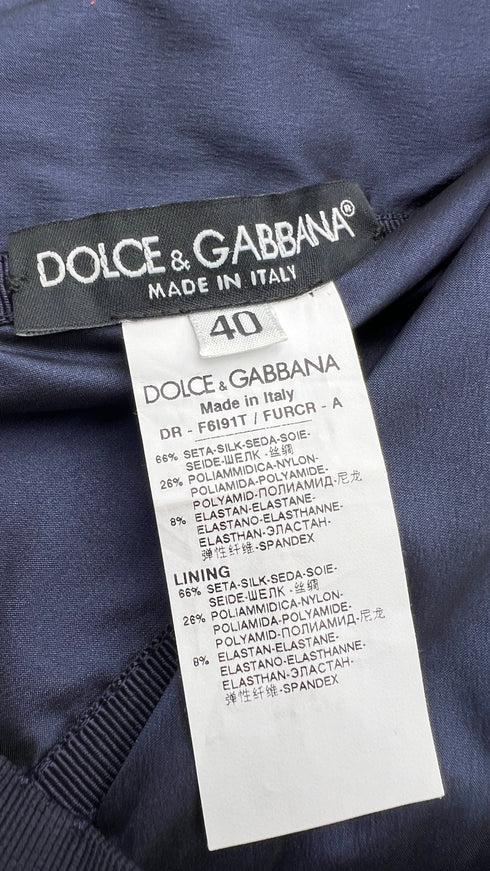 DOLCE & GABBANA®
MADE IN ITALY
40
DOLCE & GABBANA
Made in Italy
DR - F6I91T / FURCR - A
66% SETA-SILK-SEDA-SOIE-
SEIDE-ШЕЛК -丝绸
26% POLIAMMIDICA-NYLON-
POLIAMIDA-POLYAMIDE-
POLYAMID-ПОЛИАМИД-尼龙
8% ELASTAN-ELASTANE-
ELASTANO-ELASTHANNE-
ELASTHAN-ЭЛАСТАН-
弹性纤维-SPANDEX
LINING
66% SETA-SILK-SEDA-SOIE-
SEIDE-ШЕЛК -丝绸
26% POLIAMMIDICA-NYLON-
POLIAMIDA-POLYAMIDE-
POLYAMID-ПОЛИАМИД-尼龙
8% ELASTAN-ELASTANE-
ELASTANO-ELASTHANNE-
ELASTHAN-ЭЛАСТАН-
弹性纤维-SPANDEX